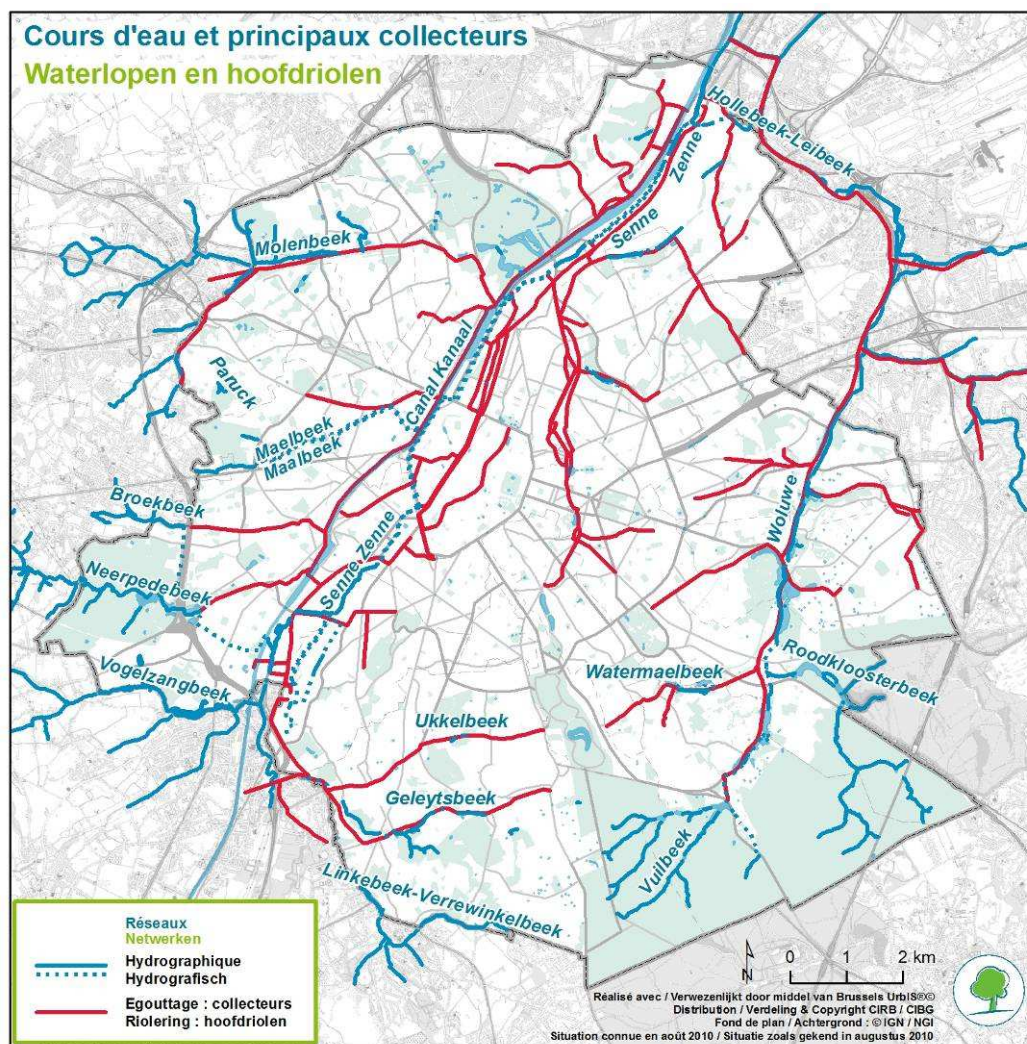 Cours d'eau et principaux collecteurs
Waterlopen en hoofdriolen
Hollebeek-Leibeek
Zenne
Senne
Molenbeek
Canal Kanaal
Paruck
Maelbeek
Maalbeek
Broekbeek
Woluwe
Senne Zenne
Neerpedebeek
Roodkloosterbeek
Vogelzangbeek
Watermaelbeek
Ukkelbeek
Geleytsbeek
Vuilbeek
Linkebeek-Verrewinkelbeek
Réseaux
Netwerken
Hydrographique
Hydrografisch
Egouttage : collecteurs
Riolering : hoofdriolen
N
0 1 2 km
Réalisé avec / Verwezenlijkt door middel van Brussels UrbIS®©
Distribution / Verdeling & Copyright CIRB / CIBG
Fond de plan / Achtergrond : © IGN / NGI
Situation connue en août 2010 / Situatie zoals gekend in augustus 2010